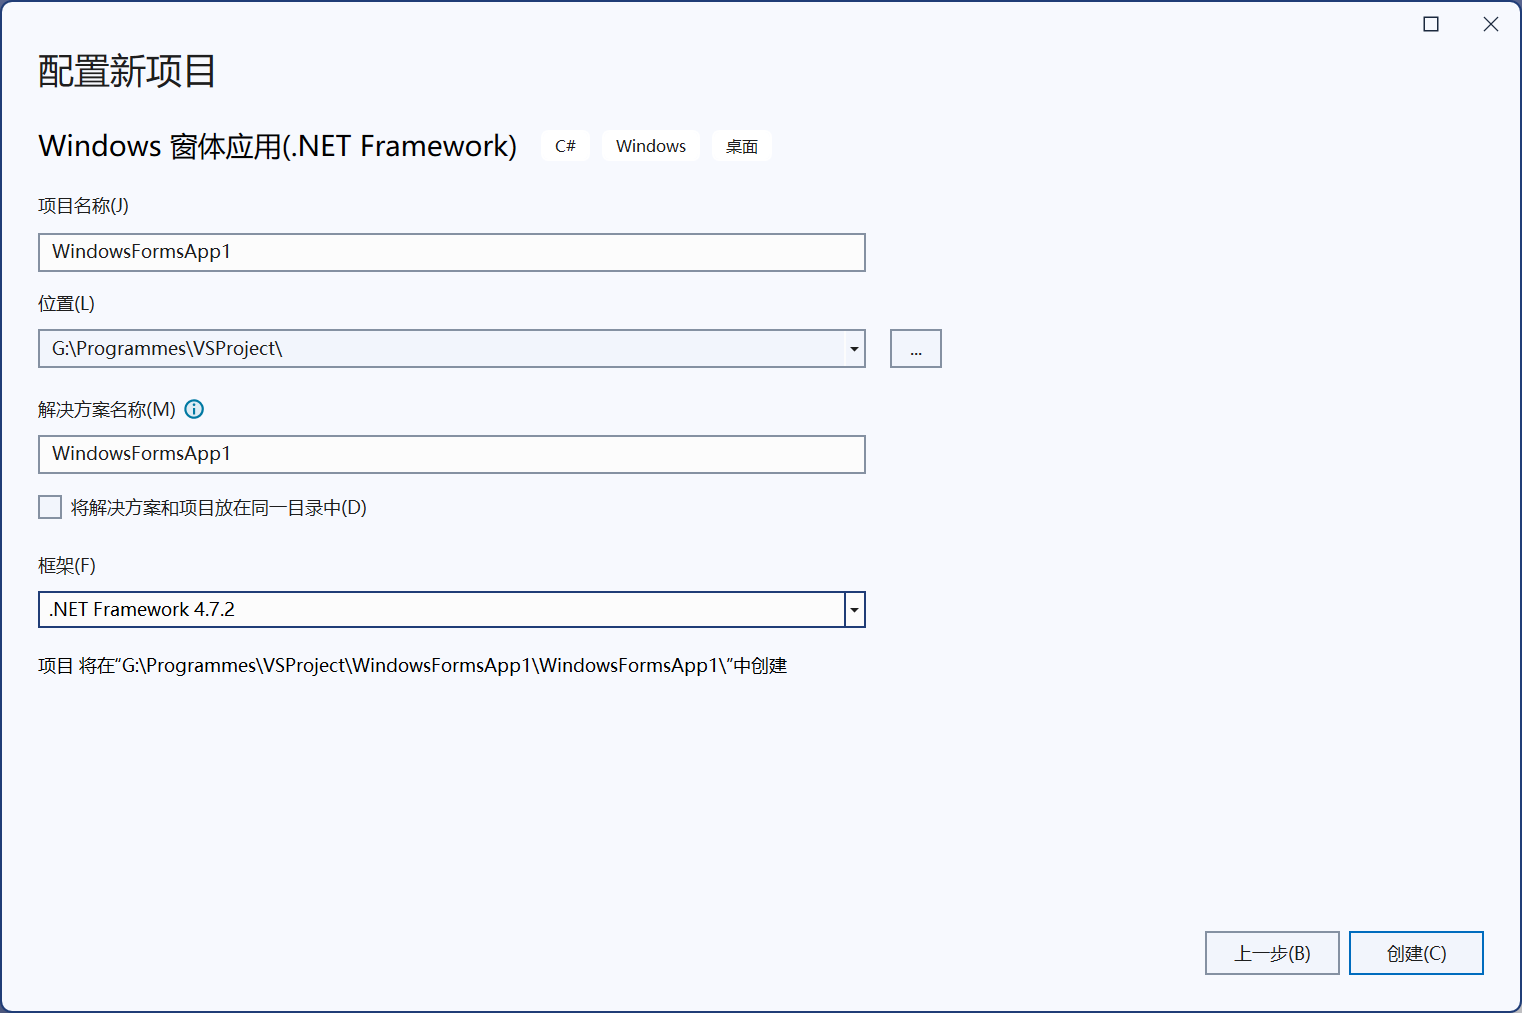 配置新项目
Windows 窗体应用(.NET Framework) C# Windows 桌面
项目名称(J)
WindowsFormsApp1
位置(L)
G:\Programmes\VSProject\
...
解决方案名称(M)
WindowsFormsApp1
将解决方案和项目放在同一目录中(D)
框架(F)
.NET Framework 4.7.2
项目 将在“G:\Programmes\VSProject\WindowsFormsApp1\WindowsFormsApp1\”中创建
上一步(B) 创建(C)